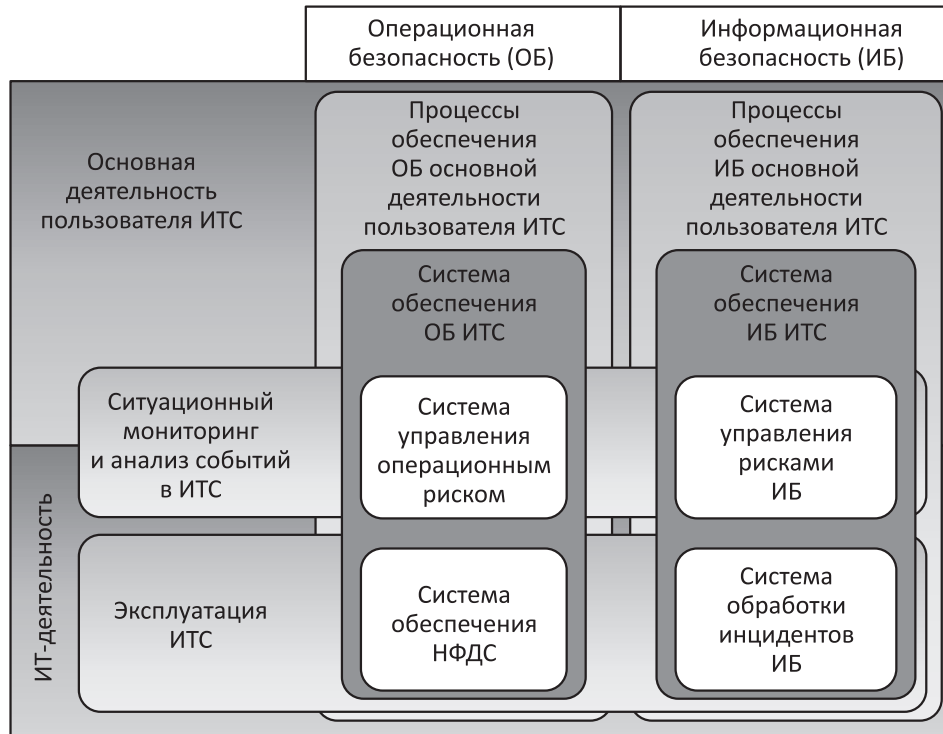 Операционная
безопасность (ОБ)
Информационная
безопасность (ИБ)
Основная
деятельность
пользователя ИТС
Процессы
обеспечения
ОБ основной
деятельности
пользователя ИТС
Процессы
обеспечения
ИБ основной
деятельности
пользователя ИТС
Система
обеспечения
ОБ ИТС
Система
обеспечения
ИБ ИТС
Ситуационный
мониторинг
и анализ событий
в ИТС
Система
управления
операционным
риском
Система
управления
рисками
ИБ
ИТ-деятельность
Эксплуатация
ИТС
Система
обеспечения
НФДС
Система
обработки
инцидентов
ИБ